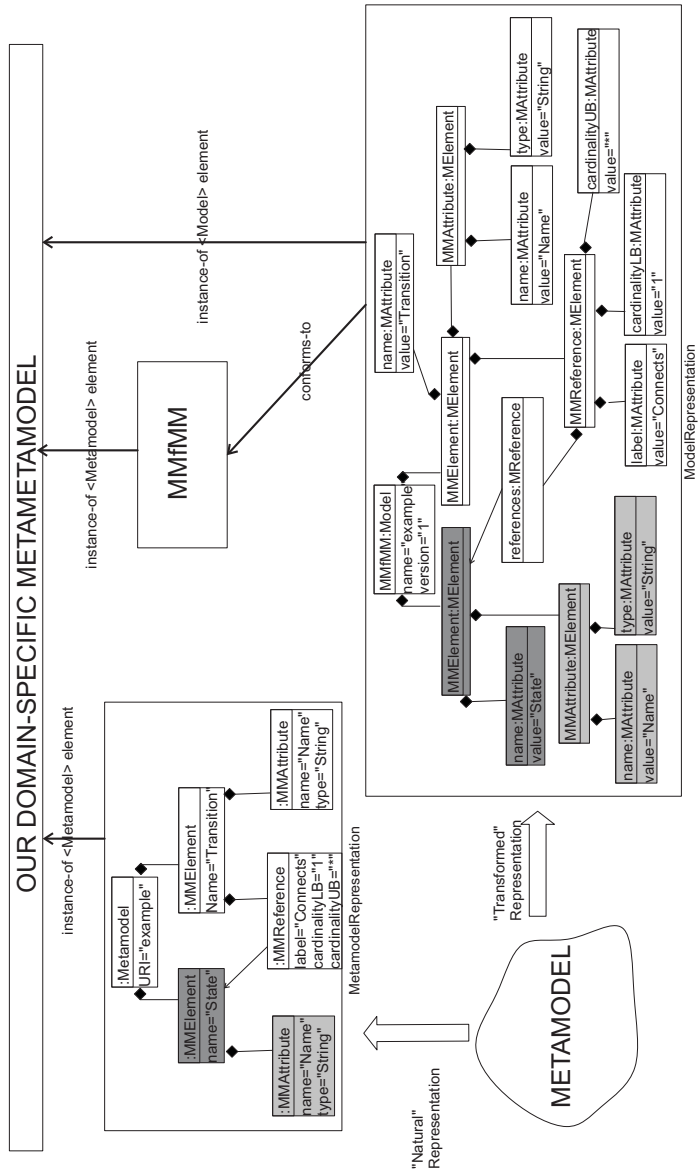 OUR DOMAIN-SPECIFIC METAMETAMODEL
instance-of <Metamodel> element
instance-of <Metamodel> element
instance-of <Model> element
:Metamodel
URI="example"
:MMElement
name="State"
:MMElement
Name="Transition"
:MMAttribute
name="Name"
type="String"
:MMReference
label="Connects"
cardinalityLB="1"
cardinalityUB="*"
:MMAttribute
name="Name"
type="String"
MetamodelRepresentation
MMfMM
conforms-to
name:MAttribute
value="Transition"
MMfMM:Model
name="example"
version="1"
MMElement:MElement
MMElement:MElement
MMAttribute:MElement
name:MAttribute
value="State"
references:MReference
name:MAttribute
value="Name"
type:MAttribute
value="String"
MMAttribute:MElement
MMReference:MElement
name:MAttribute
value="Name"
type:MAttribute
value="String"
label:MAttribute
value="Connects"
cardinalityLB:MAttribute
value="1"
cardinalityUB:MAttribute
value="*"
ModelRepresentation
"Natural"
Representation
"Transformed"
Representation
METAMODEL